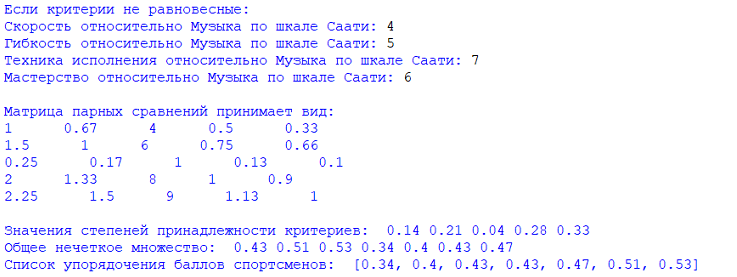 Если критерии не равновесные:
Скорость относительно Музыка по шкале Саати: 4
Гибкость относительно Музыка по шкале Саати: 5
Техника исполнения относительно Музыка по шкале Саати: 7
Мастерство относительно Музыка по шкале Саати: 6
Матрица парных сравнений принимает вид:
1 0.67 4 0.5 0.33
1.5 1 6 0.75 0.66
0.25 0.17 1 0.13 0.1
2 1.33 8 1 0.9
2.25 1.5 9 1.13 1
Значения степеней принадлежности критериев: 0.14 0.21 0.04 0.28 0.33
Общее нечеткое множество: 0.43 0.51 0.53 0.34 0.4 0.43 0.47
Список упорядочения баллов спортсменов: [0.34, 0.4, 0.43, 0.43, 0.47, 0.51, 0.53]